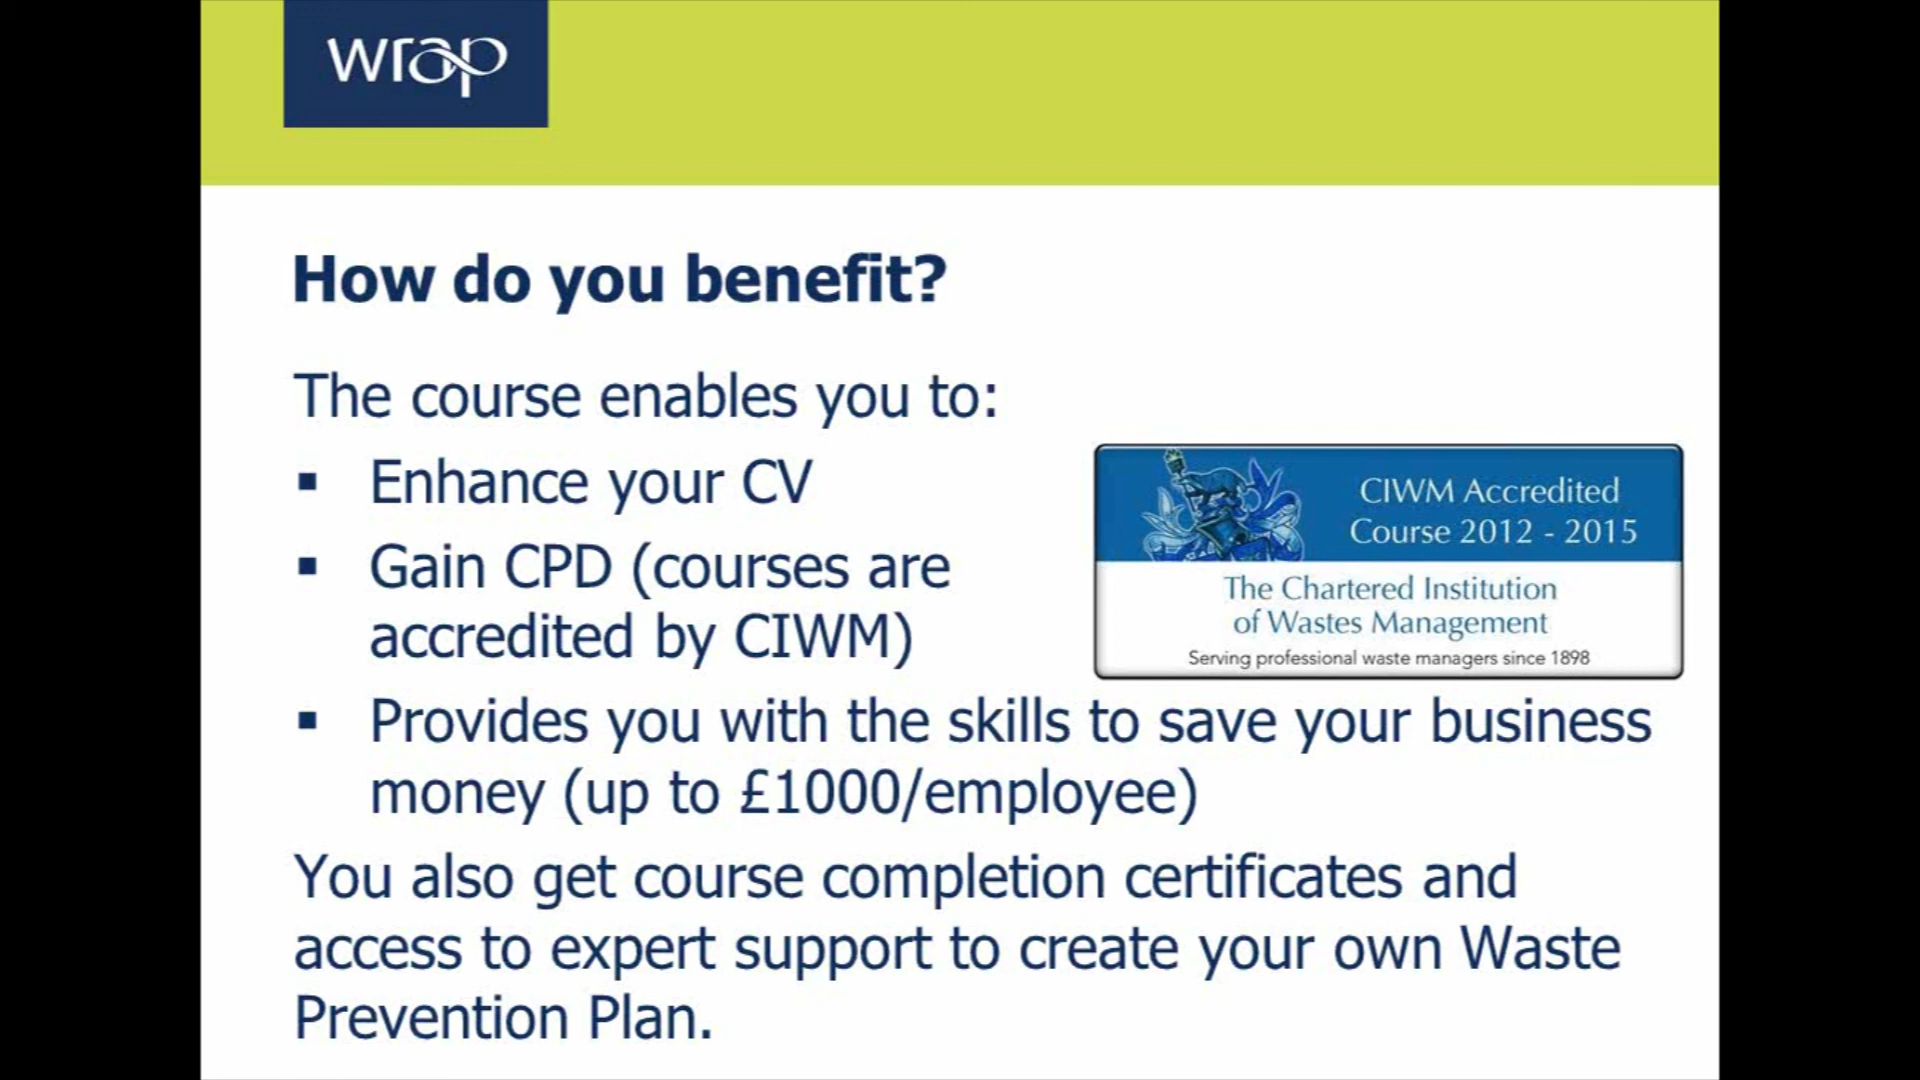 wrap
How do you benefit?
The course enables you to:
▪ Enhance your CV
▪ Gain CPD (courses are
accredited by CIWM)
CIWM Accredited
Course 2012 - 2015
The Chartered Institution
of Wastes Management
Serving professional waste managers since 1898
▪ Provides you with the skills to save your business
money (up to £1000/employee)
You also get course completion certificates and
access to expert support to create your own Waste
Prevention Plan.